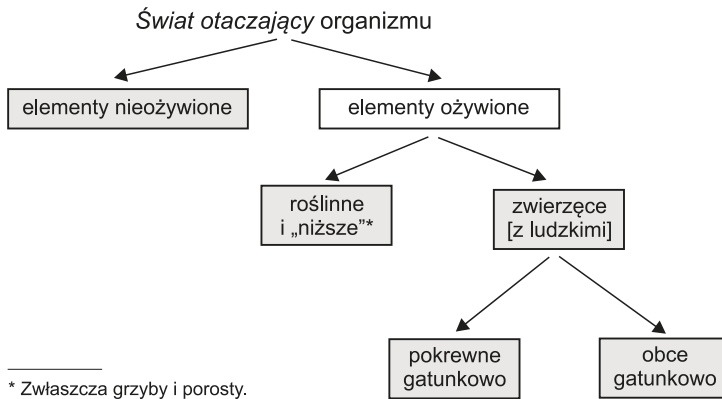 Świat otaczający organizmu
elementy nieożywione
elementy ożywione
roślinne
i „niższe”*
zwierzęce
[z ludzkimi]
pokrewne
gatunkowo
obce
gatunkowo
* Zwłaszcza grzyby i porosty.